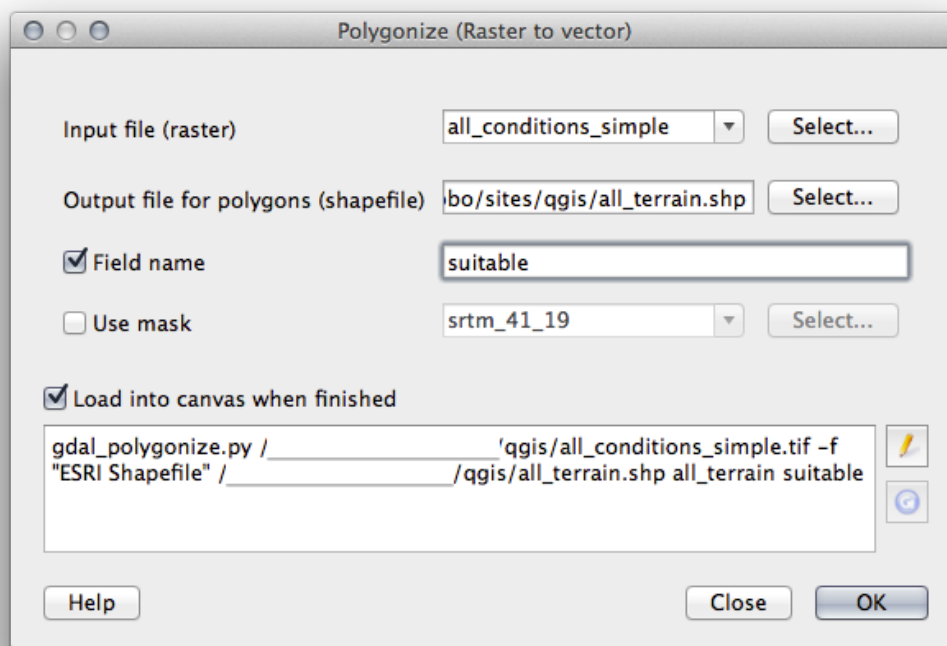 Polygonize (Raster to vector)
Input file (raster)
all_conditions_simple
Select...
Output file for polygons (shapefile)
bo/sites/qgis/all_terrain.shp
Select...
Field name
suitable
Use mask
srtm_41_19
Select...
Load into canvas when finished
gdal_polygonize.py /____________________/qgis/all_conditions_simple.tif -f
"ESRI Shapefile" /____________________/qgis/all_terrain.shp all_terrain suitable
Help
Close
OK